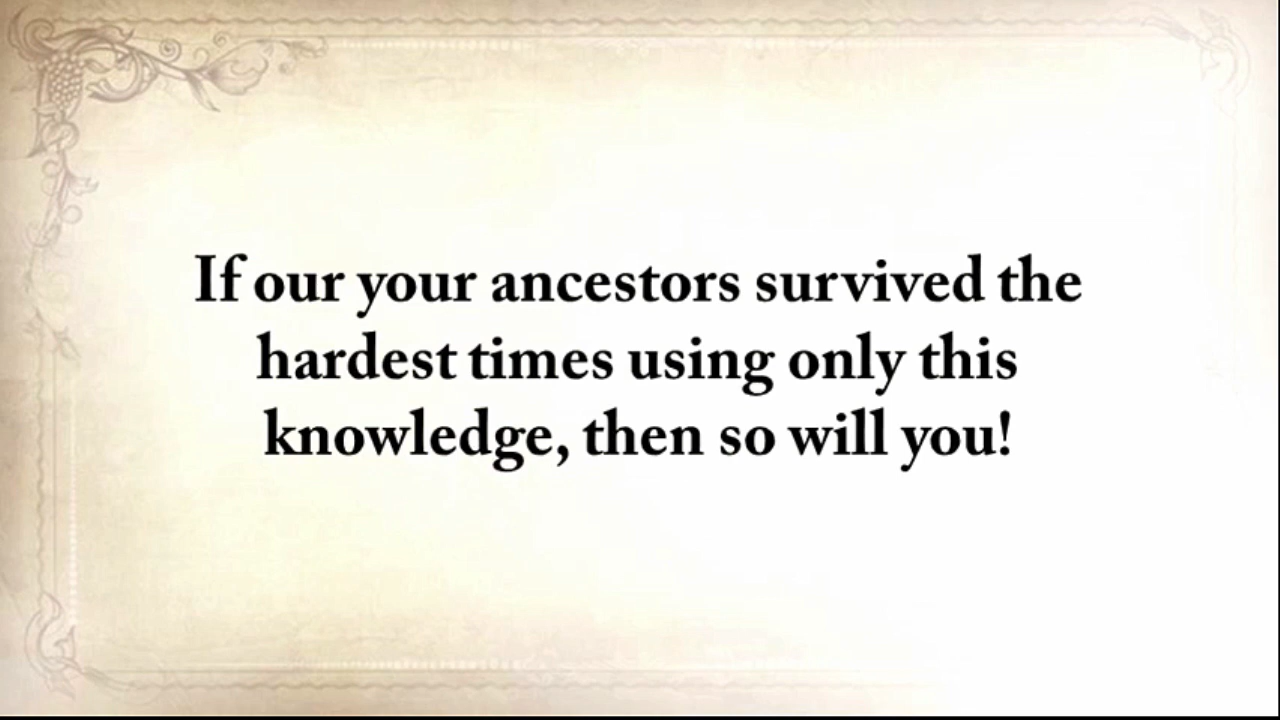 If our your ancestors survived the
hardest times using only this
knowledge, then so will you!